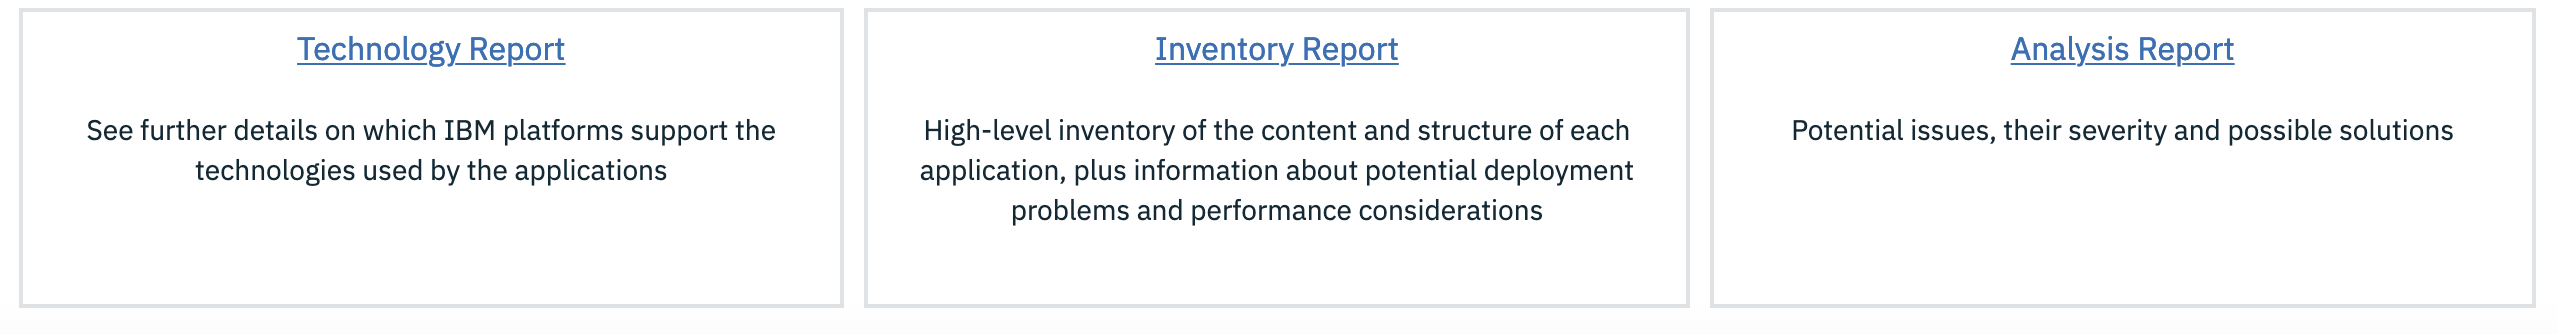 Technology Report
See further details on which IBM platforms support the
technologies used by the applications
Inventory Report
High-level inventory of the content and structure of each
application, plus information about potential deployment
problems and performance considerations
Analysis Report
Potential issues, their severity and possible solutions